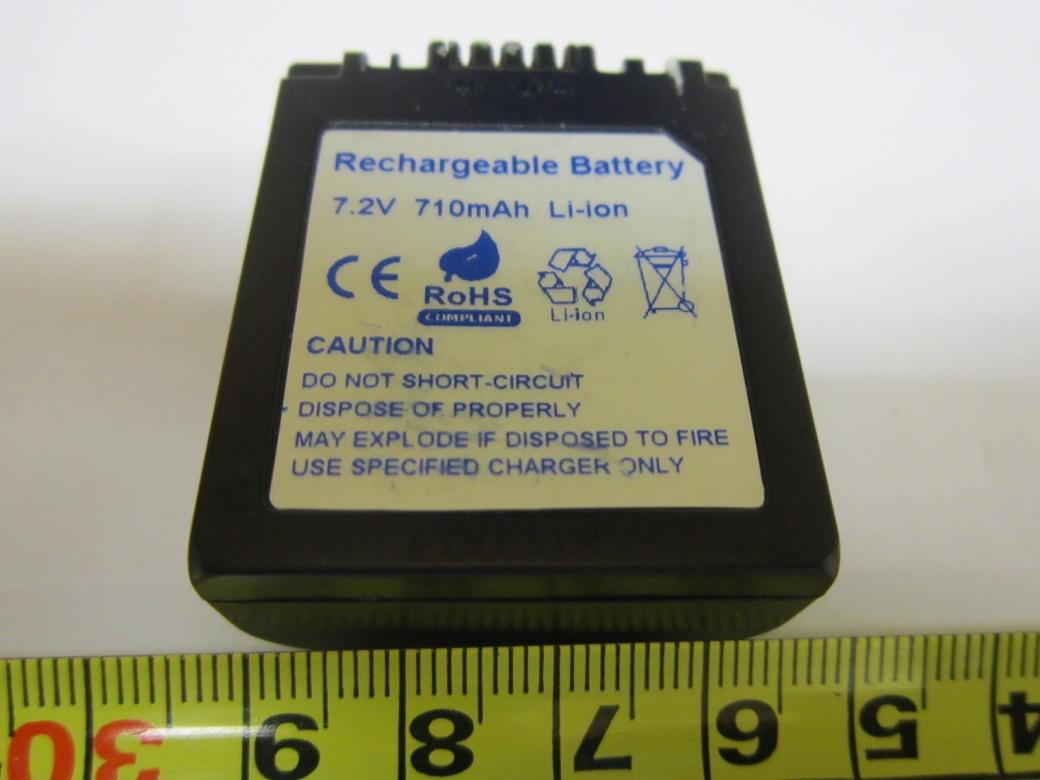 Rechargeable Battery
7.2V 710mAh Li-ion
CE
RoHS
COMPLIANT
Li-ion
CAUTION
DO NOT SHORT-CIRCUIT
DISPOSE OF PROPERLY
MAY EXPLODE IF DISPOSED TO FIRE
USE SPECIFIED CHARGER ONLY
4 5 6 7 8 9 30